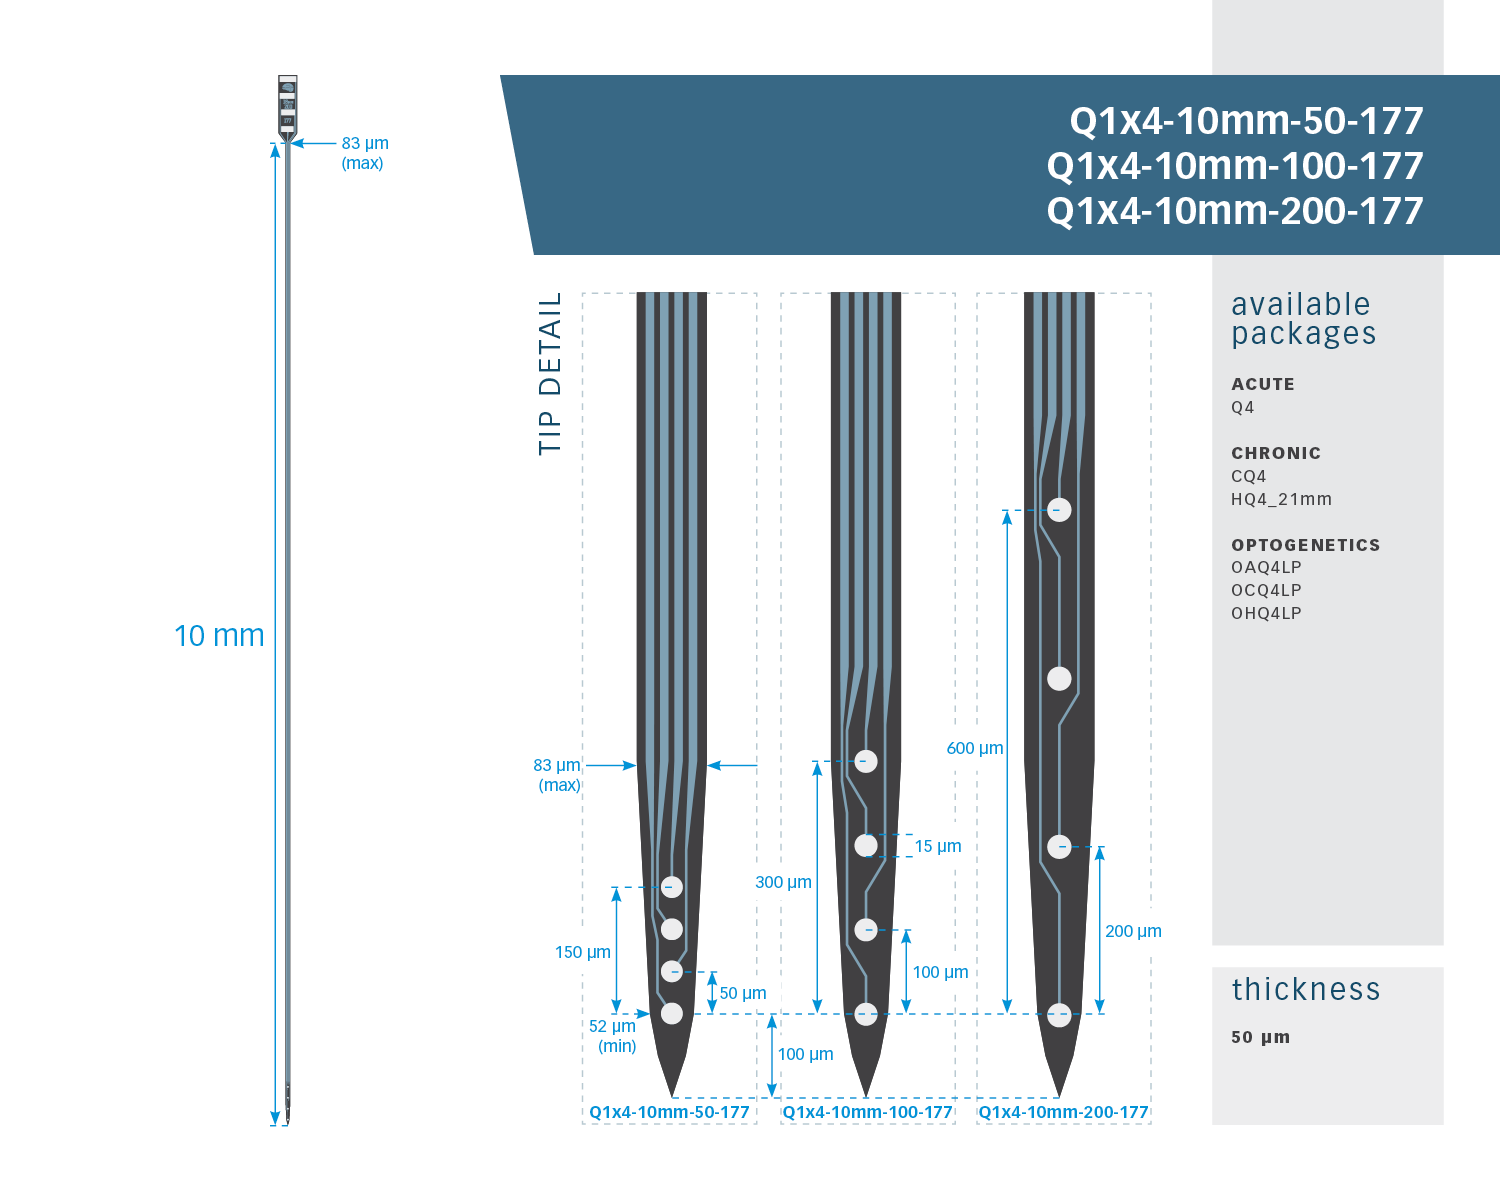 Q1x4-10mm-50-177
Q1x4-10mm-100-177
Q1x4-10mm-200-177
83 µm
(max)
10 mm
TIP DETAIL
83 µm
(max)
150 µm
50 µm
52 µm
(min)
100 µm
300 µm
15 µm
100 µm
600 µm
200 µm
Q1x4-10mm-50-177
Q1x4-10mm-100-177
Q1x4-10mm-200-177
available
packages
ACUTE
Q4
CHRONIC
CQ4
HQ4_21mm
OPTOGENETICS
OAQ4LP
OCQ4LP
OHQ4LP
thickness
50 µm